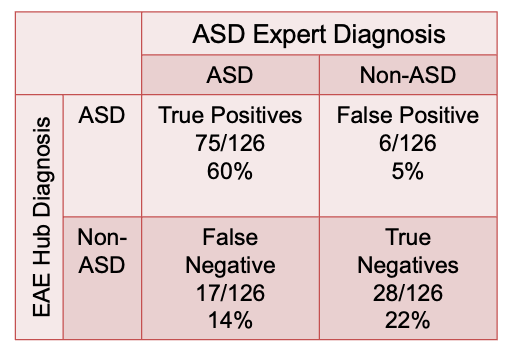 ASD Expert Diagnosis
ASD
Non-ASD
EAE Hub Diagnosis
ASD
True Positives
75/126
60%
False Positive
6/126
5%
Non-
ASD
False
Negative
17/126
14%
True
Negatives
28/126
22%